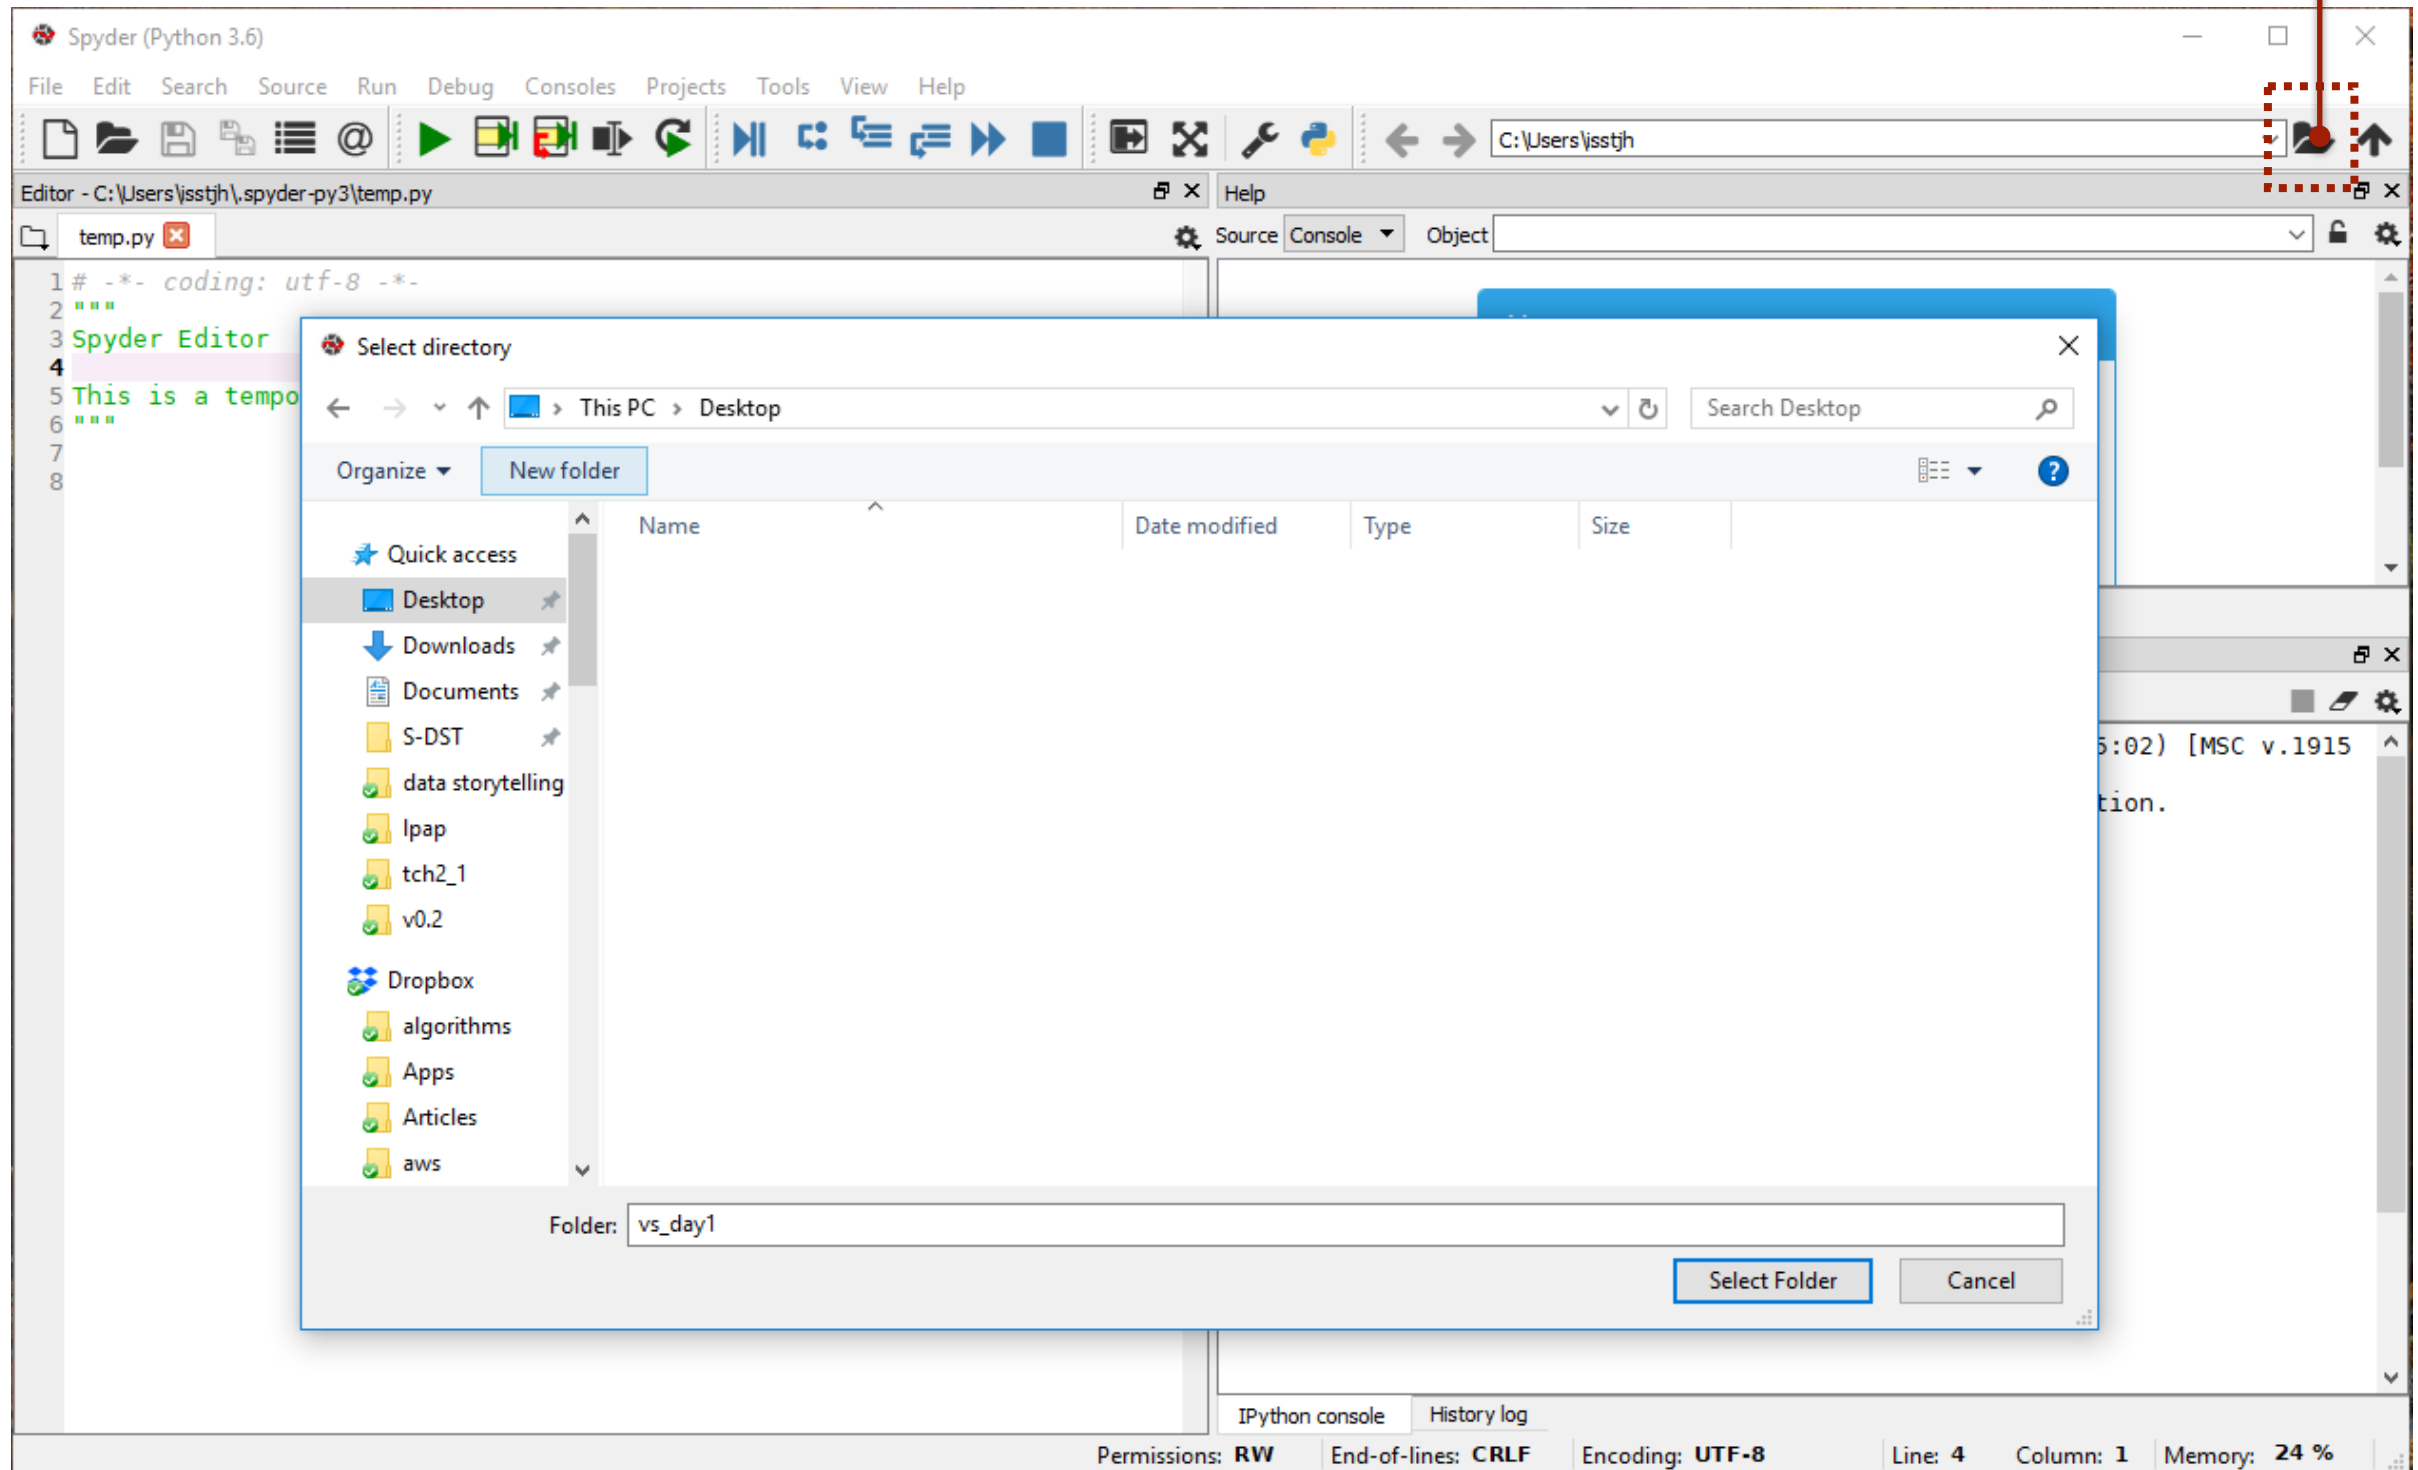 Spyder (Python 3.6)
File Edit Search Source Run Debug Consoles Projects Tools View Help
C:\Users\isstjh
Editor - C:\Users\isstjh\.spyder-py3\temp.py
Help
temp.py
Source Console Object
1 # -*- coding: utf-8 -*-
2 """
3 Spyder Editor
4
5 This is a tempo
6 """
7
8
Select directory
This PC > Desktop
Search Desktop
Organize
New folder
Name Date modified Type Size
Quick access
Desktop
Downloads
Documents
S-DST
data storytelling
lpap
tch2_1
v0.2
Dropbox
algorithms
Apps
Articles
aws
5:02) [MSC v.1915
tion.
Folder: vs_day1
Select Folder Cancel
IPython console History log
Permissions: RW End-of-lines: CRLF Encoding: UTF-8 Line: 4 Column: 1 Memory: 24 %